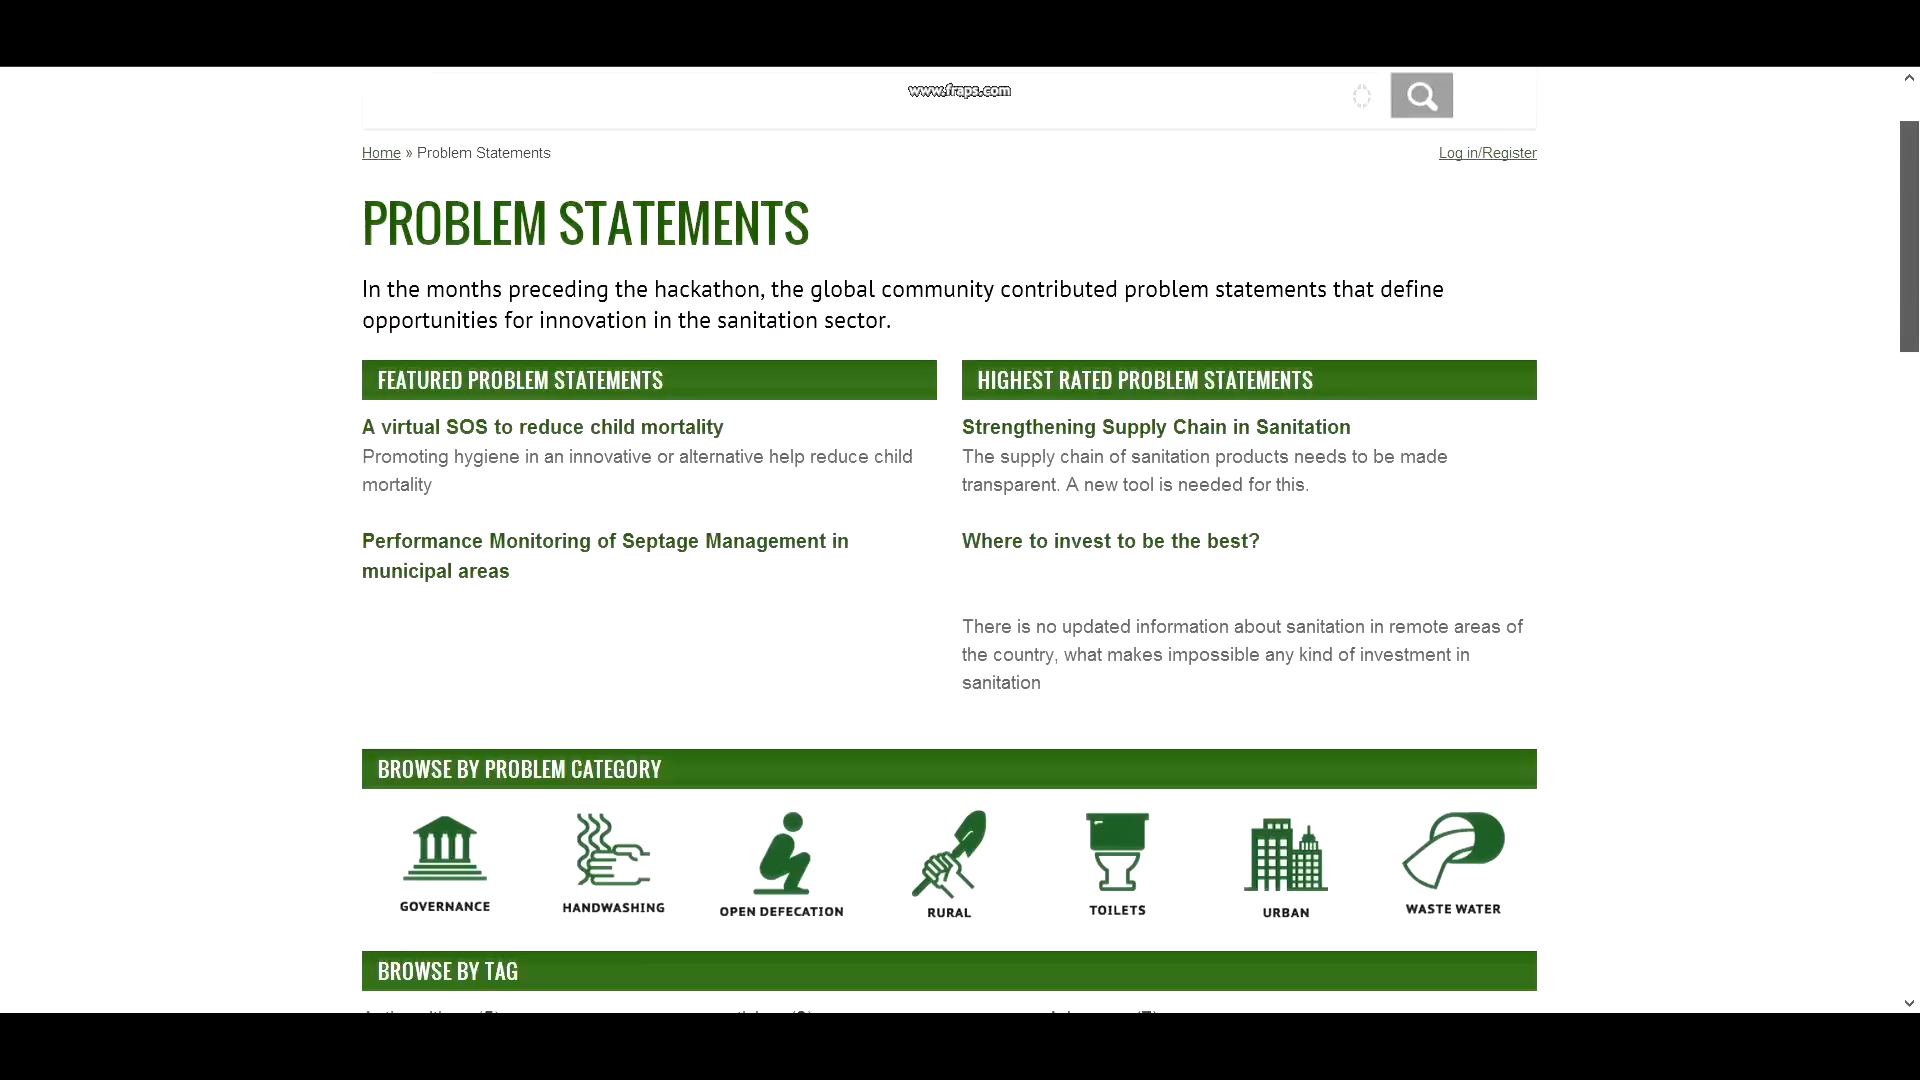 www.fraps.com
Home » Problem Statements
Log in/Register
PROBLEM STATEMENTS
In the months preceding the hackathon, the global community contributed problem statements that define
opportunities for innovation in the sanitation sector.
FEATURED PROBLEM STATEMENTS
A virtual SOS to reduce child mortality
Promoting hygiene in an innovative or alternative help reduce child
mortality
Performance Monitoring of Septage Management in
municipal areas
HIGHEST RATED PROBLEM STATEMENTS
Strengthening Supply Chain in Sanitation
The supply chain of sanitation products needs to be made
transparent. A new tool is needed for this.
Where to invest to be the best?
There is no updated information about sanitation in remote areas of
the country, what makes impossible any kind of investment in
sanitation
BROWSE BY PROBLEM CATEGORY
GOVERNANCE
HANDWASHING
OPEN DEFECATION
RURAL
TOILETS
URBAN
WASTE WATER
BROWSE BY TAG